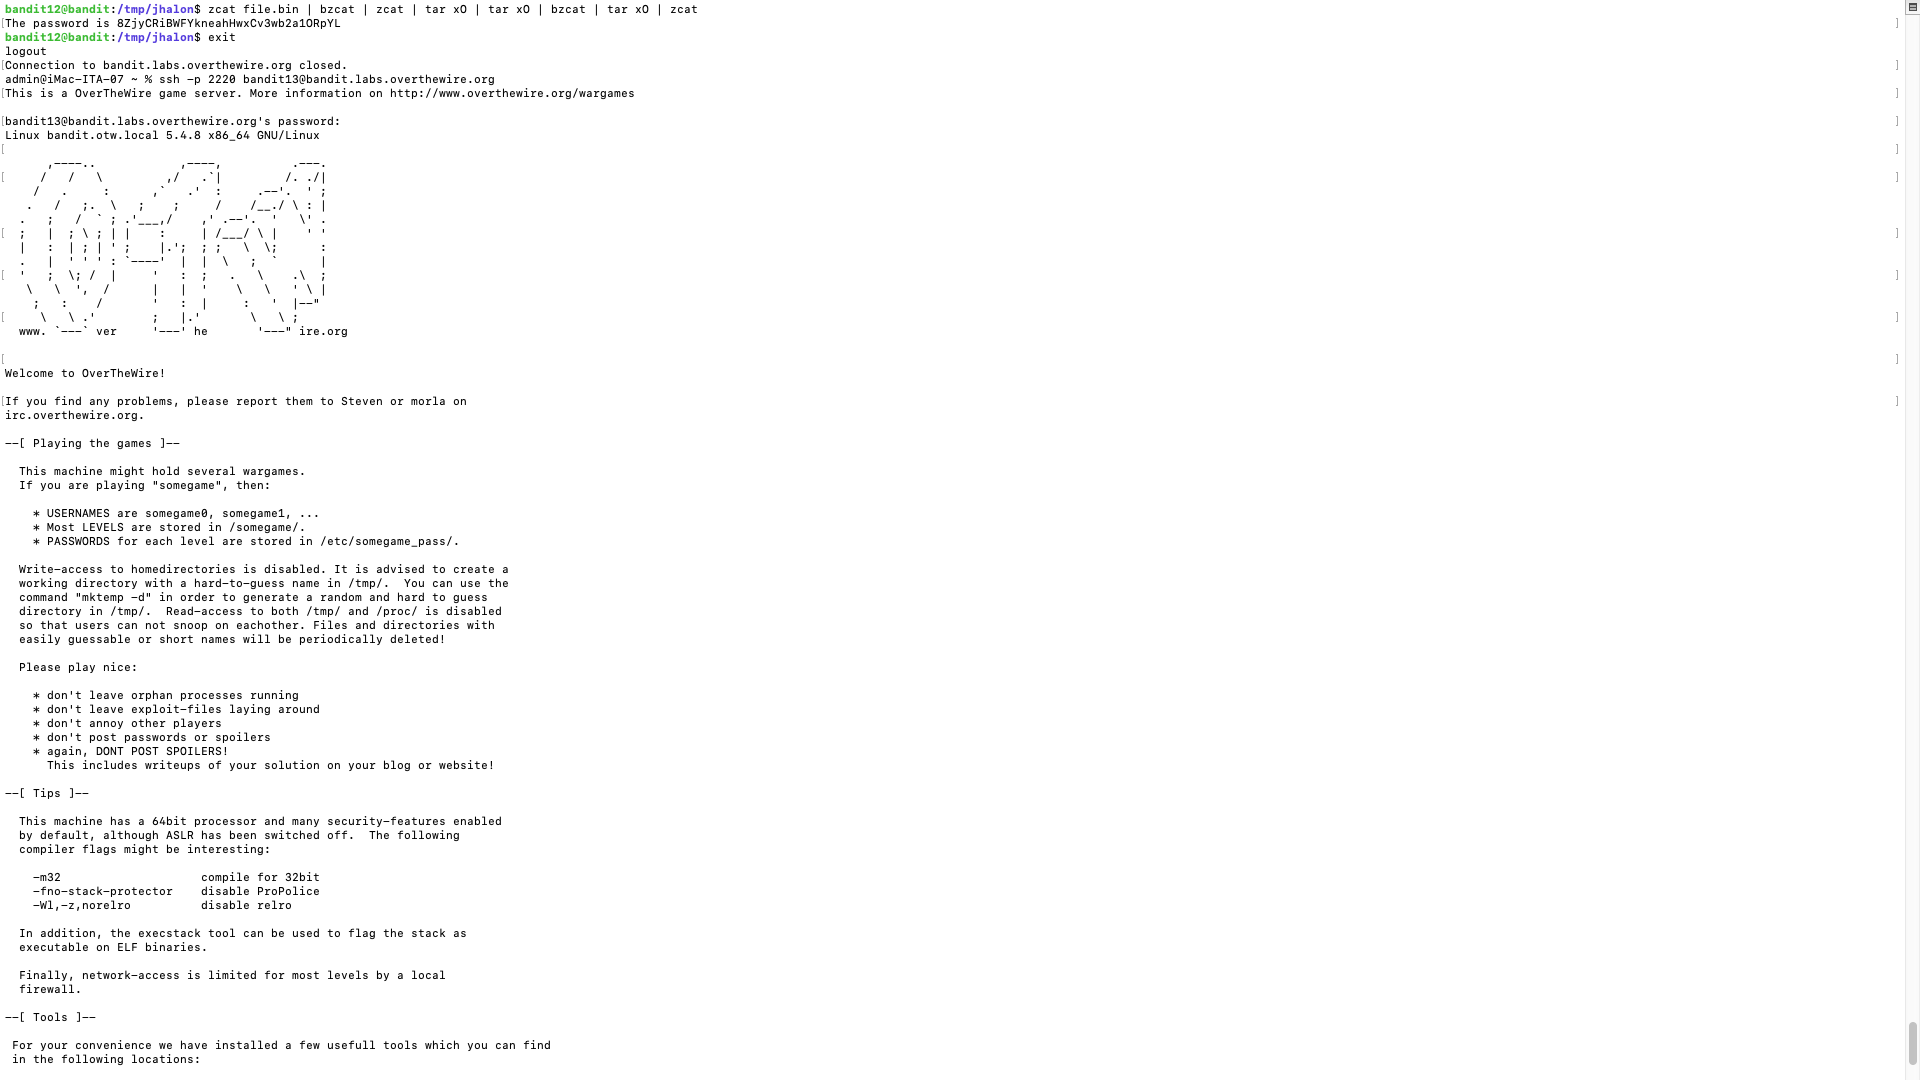 bandit12@bandit:/tmp/jhalon$ zcat file.bin | bzcat | zcat | tar xO | tar xO | bzcat | tar xO | zcat
The password is 8ZjyCRiBWFYkneahHwxCv3wb2a1ORpYL
bandit12@bandit:/tmp/jhalon$ exit
logout
Connection to bandit.labs.overthewire.org closed.
admin@iMac-ITA-07 ~ % ssh -p 2220 bandit13@bandit.labs.overthewire.org
This is a OverTheWire game server. More information on http://www.overthewire.org/wargames
bandit13@bandit.labs.overthewire.org's password:
Linux bandit.otw.local 5.4.8 x86_64 GNU/Linux
      ,----..            ,----,          .---.
     /   /   \         ,/   .`|         /. ./|
    /   .     :      ,`   .'  :     .--'.  ' ;
   .   /   ;.  \   ;    ;     /    /__./ \ : |
  .   ;   /  ` ; .'___,/    ,' .--'.  '   \' .
  ;   |  ; \ ; | |    :     | /___/ \ |    ' '
  |   :  | ; | ' ;    |.';  ; ;   \  \;      :
  .   |  ' ' ' : `----'  |  |  \   ;  `      |
  '   ;  \; /  |     '   :  ;   .   \    .\  ;
   \   \  ',  /      |   |  '    \   \   ' \ |
    ;   :    /       '   :  |     :   '  |--"
     \   \ .'        ;   |.'       \   \ ;
  www. `---` ver     '---' he       '---" ire.org
Welcome to OverTheWire!
If you find any problems, please report them to Steven or morla on
irc.overthewire.org.
--[ Playing the games ]--
  This machine might hold several wargames.
  If you are playing "somegame", then:
    * USERNAMES are somegame0, somegame1, ...
    * Most LEVELS are stored in /somegame/.
    * PASSWORDS for each level are stored in /etc/somegame_pass/.
  Write-access to homedirectories is disabled. It is advised to create a
  working directory with a hard-to-guess name in /tmp/.  You can use the
  command "mktemp -d" in order to generate a random and hard to guess
  directory in /tmp/.  Read-access to both /tmp/ and /proc/ is disabled
  so that users can not snoop on eachother. Files and directories with
  easily guessable or short names will be periodically deleted!
  Please play nice:
    * don't leave orphan processes running
    * don't leave exploit-files laying around
    * don't annoy other players
    * don't post passwords or spoilers
    * again, DONT POST SPOILERS!
      This includes writeups of your solution on your blog or website!
--[ Tips ]--
  This machine has a 64bit processor and many security-features enabled
  by default, although ASLR has been switched off.  The following
  compiler flags might be interesting:
    -m32                    compile for 32bit
    -fno-stack-protector    disable ProPolice
    -Wl,-z,norelro          disable relro
  In addition, the execstack tool can be used to flag the stack as
  executable on ELF binaries.
  Finally, network-access is limited for most levels by a local
  firewall.
--[ Tools ]--
 For your convenience we have installed a few usefull tools which you can find
 in the following locations: